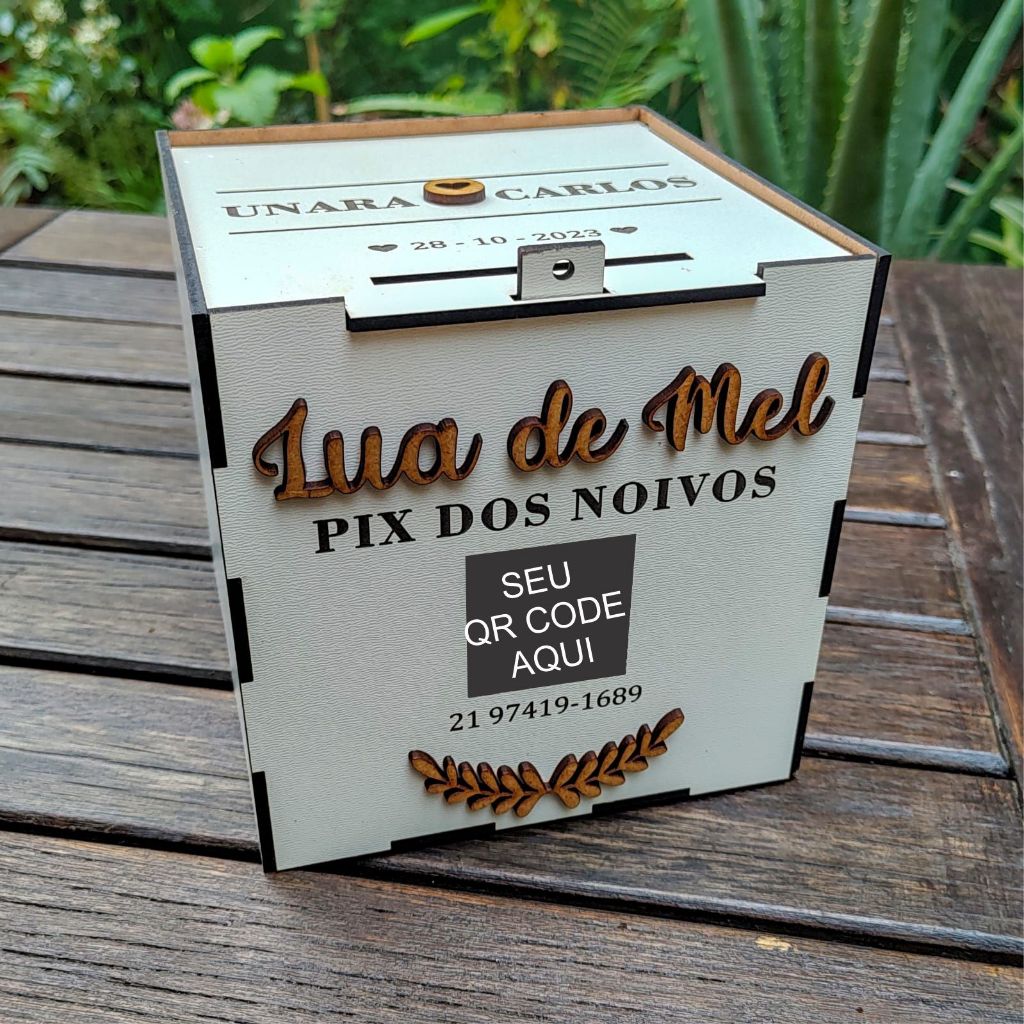 UNARA CARLOS
28 - 10 - 2023
Lua de Mel
PIX DOS NOIVOS
SEU
QR CODE
AQUI
21 97419-1689